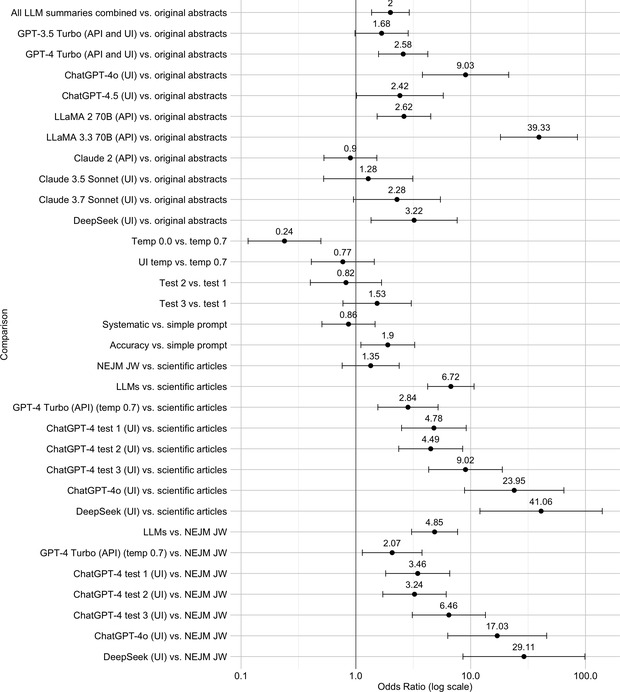 All LLM summaries combined vs. original abstracts 2
GPT-3.5 Turbo (API and UI) vs. original abstracts 1.68
GPT-4 Turbo (API and UI) vs. original abstracts 2.58
ChatGPT-4o (UI) vs. original abstracts 9.03
ChatGPT-4.5 (UI) vs. original abstracts 2.42
LLaMA 2 70B (API) vs. original abstracts 2.62
LLaMA 3.3 70B (API) vs. original abstracts 39.33
Claude 2 (API) vs. original abstracts 0.9
Claude 3.5 Sonnet (UI) vs. original abstracts 1.28
Claude 3.7 Sonnet (UI) vs. original abstracts 2.28
DeepSeek (UI) vs. original abstracts 3.22
Temp 0.0 vs. temp 0.7 0.24
UI temp vs. temp 0.7 0.77
Test 2 vs. test 1 0.82
Test 3 vs. test 1 1.53
Systematic vs. simple prompt 0.86
Accuracy vs. simple prompt 1.9
NEJM JW vs. scientific articles 1.35
LLMs vs. scientific articles 6.72
GPT-4 Turbo (API) (temp 0.7) vs. scientific articles 2.84
ChatGPT-4 test 1 (UI) vs. scientific articles 4.78
ChatGPT-4 test 2 (UI) vs. scientific articles 4.49
ChatGPT-4 test 3 (UI) vs. scientific articles 9.02
ChatGPT-4o (UI) vs. scientific articles 23.95
DeepSeek (UI) vs. scientific articles 41.06
LLMs vs. NEJM JW 4.85
GPT-4 Turbo (API) (temp 0.7) vs. NEJM JW 2.07
ChatGPT-4 test 1 (UI) vs. NEJM JW 3.46
ChatGPT-4 test 2 (UI) vs. NEJM JW 3.24
ChatGPT-4 test 3 (UI) vs. NEJM JW 6.46
ChatGPT-4o (UI) vs. NEJM JW 17.03
DeepSeek (UI) vs. NEJM JW 29.11
Comparison
0.1 1.0 10.0 100.0
Odds Ratio (log scale)